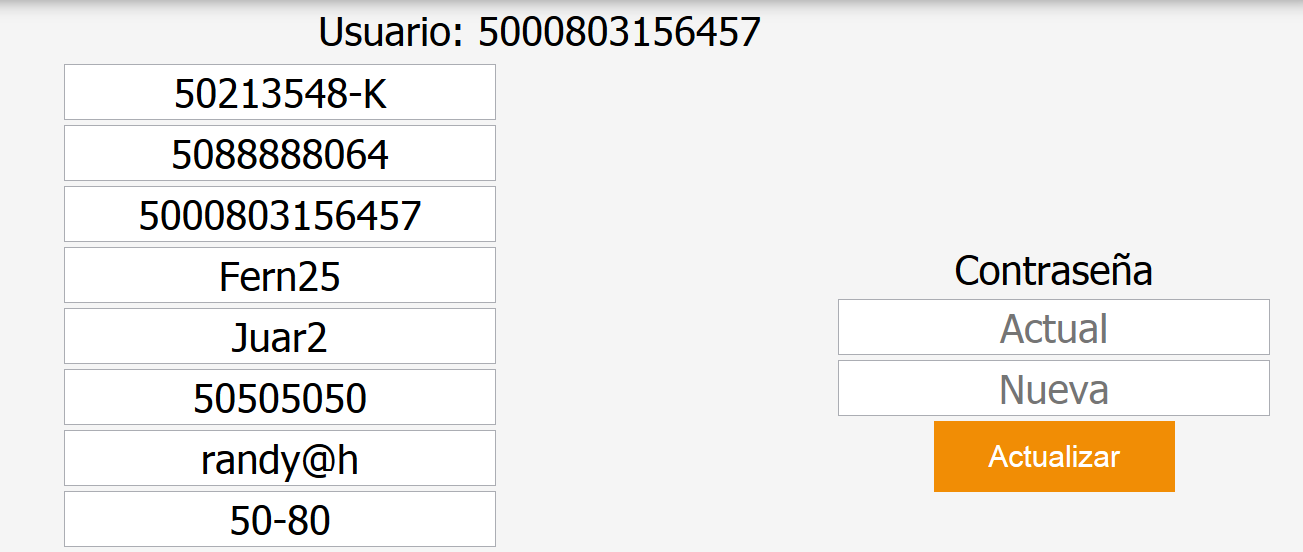 Usuario: 5000803156457
50213548-K
5088888064
5000803156457
Fern25
Juar2
50505050
randy@h
50-80
Contraseña
Actual
Nueva
Actualizar